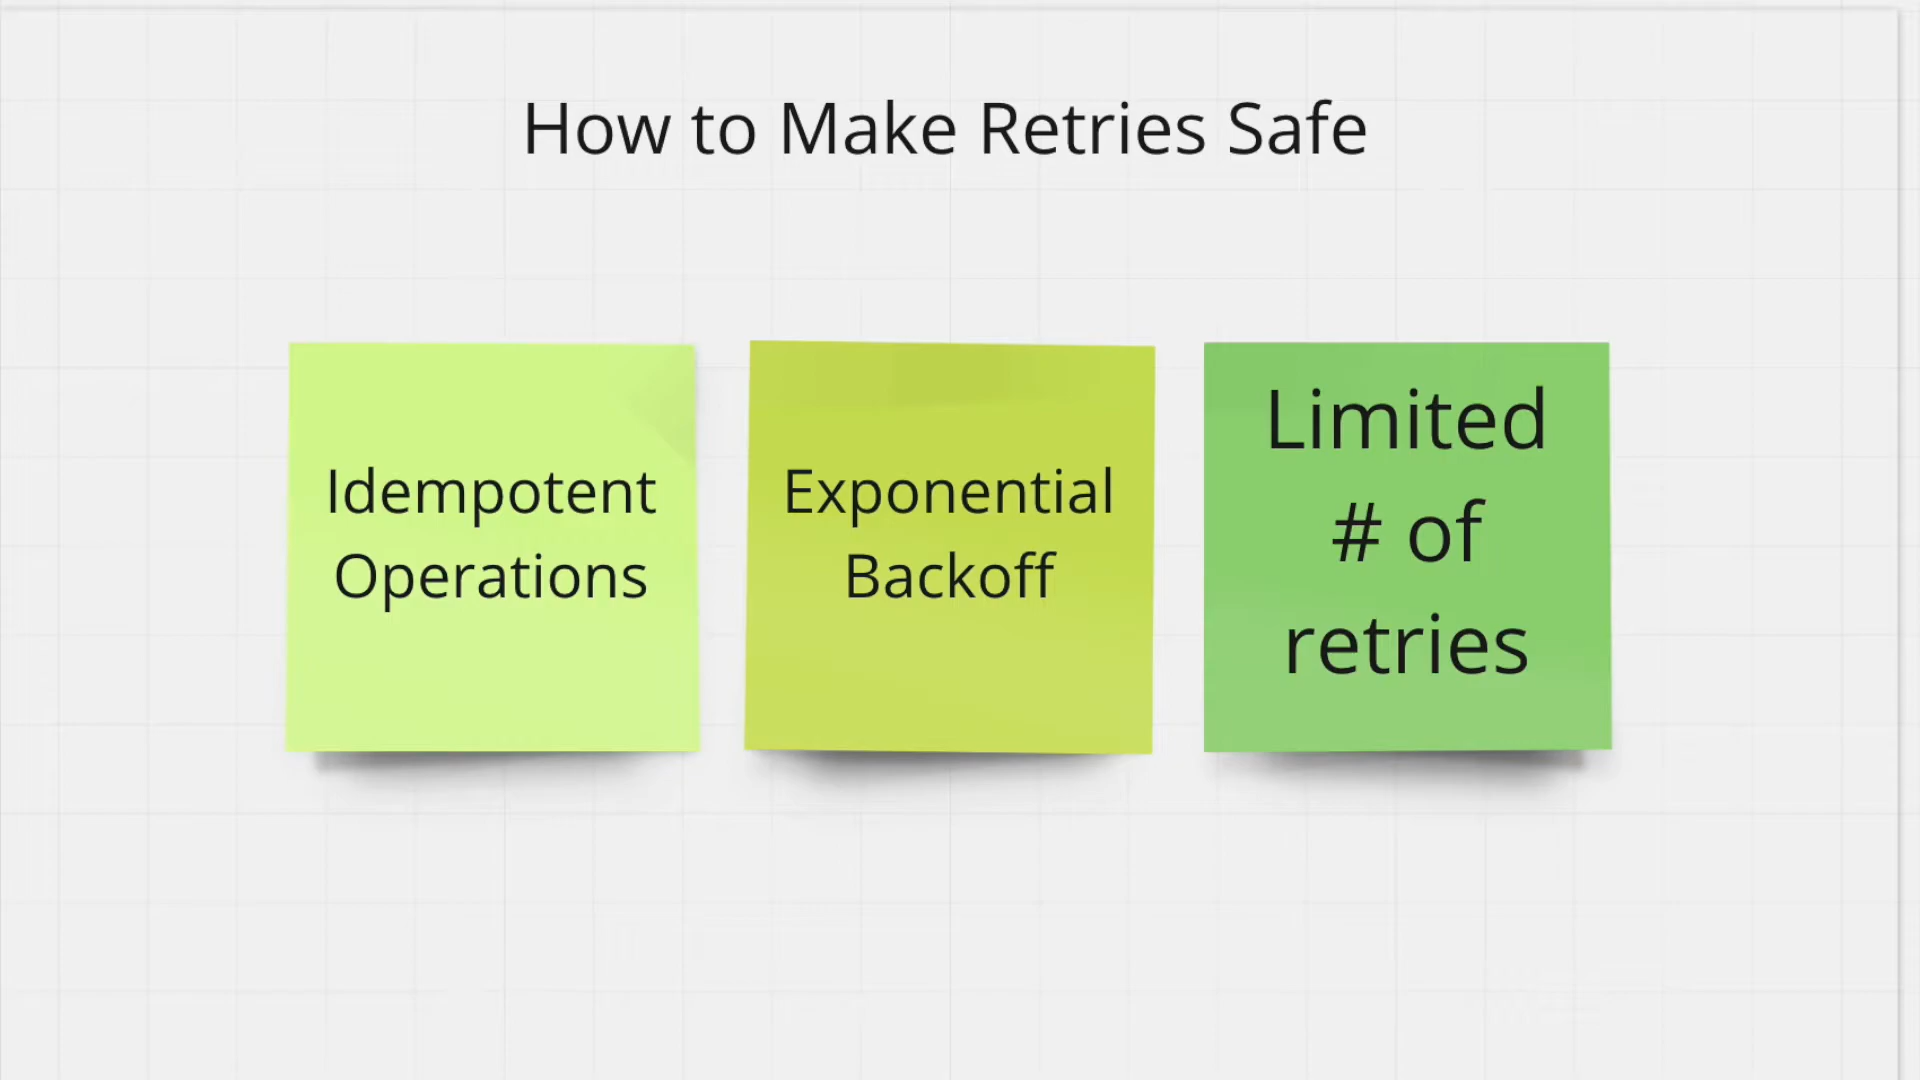 How to Make Retries Safe
Idempotent
Operations
Exponential
Backoff
Limited
# of
retries